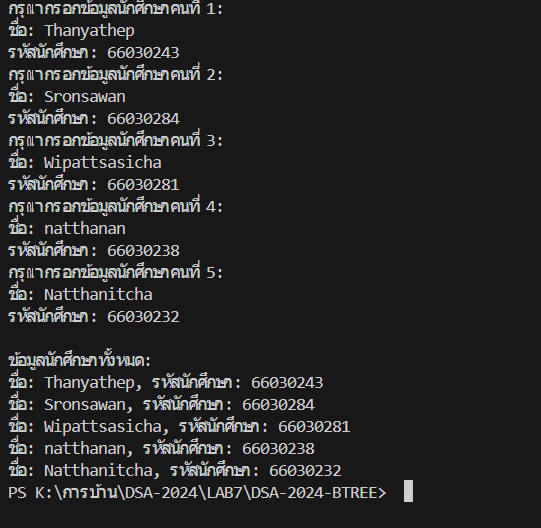 กรุณากรอกข้อมูลนักศึกษาคนที่ 1:
ชื่อ: Thanyathep
รหัสนักศึกษา: 66030243
กรุณากรอกข้อมูลนักศึกษาคนที่ 2:
ชื่อ: Sronsawan
รหัสนักศึกษา: 66030284
กรุณากรอกข้อมูลนักศึกษาคนที่ 3:
ชื่อ: Wipattsasicha
รหัสนักศึกษา: 66030281
กรุณากรอกข้อมูลนักศึกษาคนที่ 4:
ชื่อ: natthanan
รหัสนักศึกษา: 66030238
กรุณากรอกข้อมูลนักศึกษาคนที่ 5:
ชื่อ: Natthanitcha
รหัสนักศึกษา: 66030232
ข้อมูลนักศึกษาทั้งหมด:
ชื่อ: Thanyathep, รหัสนักศึกษา: 66030243
ชื่อ: Sronsawan, รหัสนักศึกษา: 66030284
ชื่อ: Wipattsasicha, รหัสนักศึกษา: 66030281
ชื่อ: natthanan, รหัสนักศึกษา: 66030238
ชื่อ: Natthanitcha, รหัสนักศึกษา: 66030232
PS K:\การบ้าน\DSA-2024\LAB7\DSA-2024-BTREE>